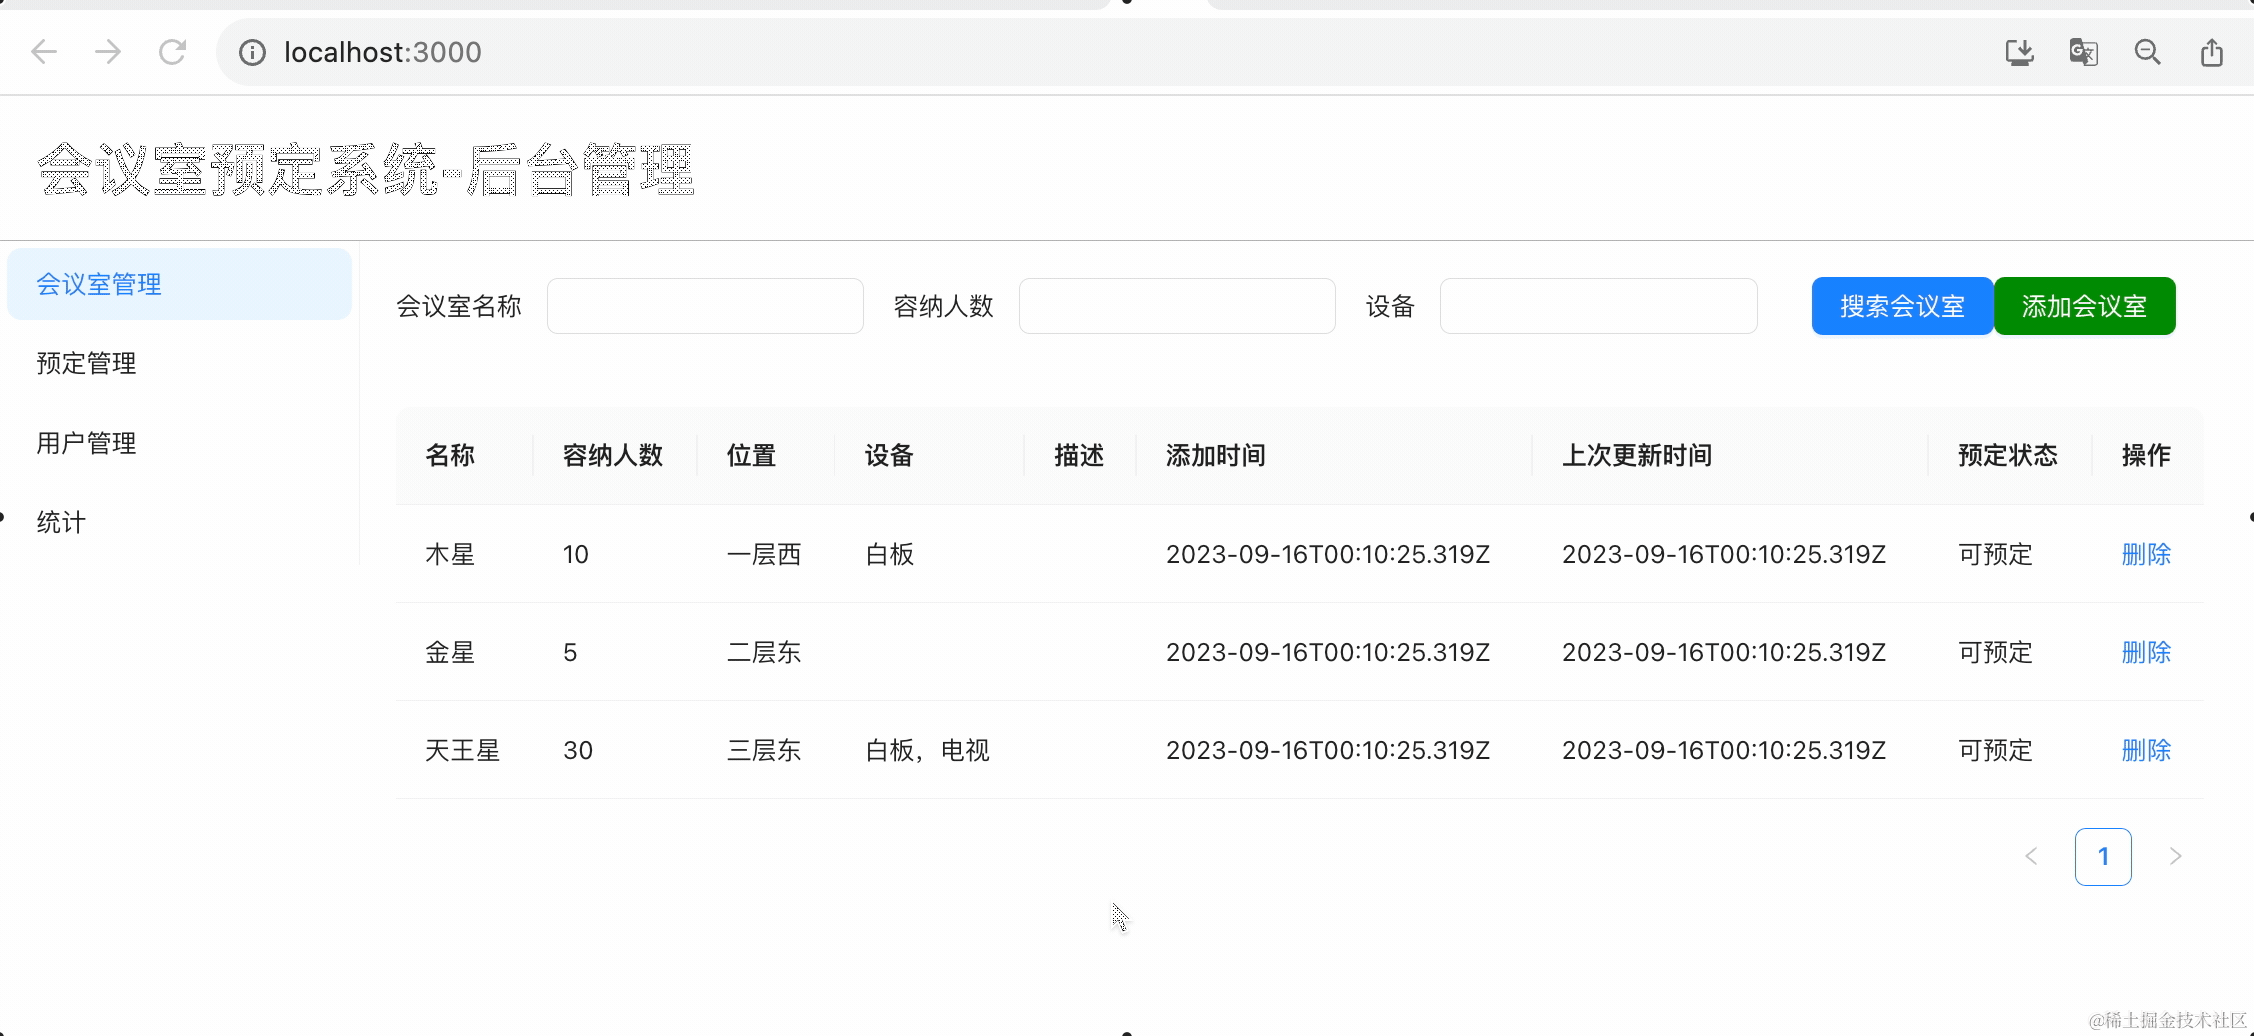 localhost:3000
会议室预定系统-后台管理
会议室管理
预定管理
用户管理
统计
会议室名称 容纳人数 设备 搜索会议室 添加会议室
名称 容纳人数 位置 设备 描述 添加时间 上次更新时间 预定状态 操作
木星 10 一层西 白板 2023-09-16T00:10:25.319Z 2023-09-16T00:10:25.319Z 可预定 删除
金星 5 二层东 2023-09-16T00:10:25.319Z 2023-09-16T00:10:25.319Z 可预定 删除
天王星 30 三层东 白板，电视 2023-09-16T00:10:25.319Z 2023-09-16T00:10:25.319Z 可预定 删除
1
@稀土掘金技术社区